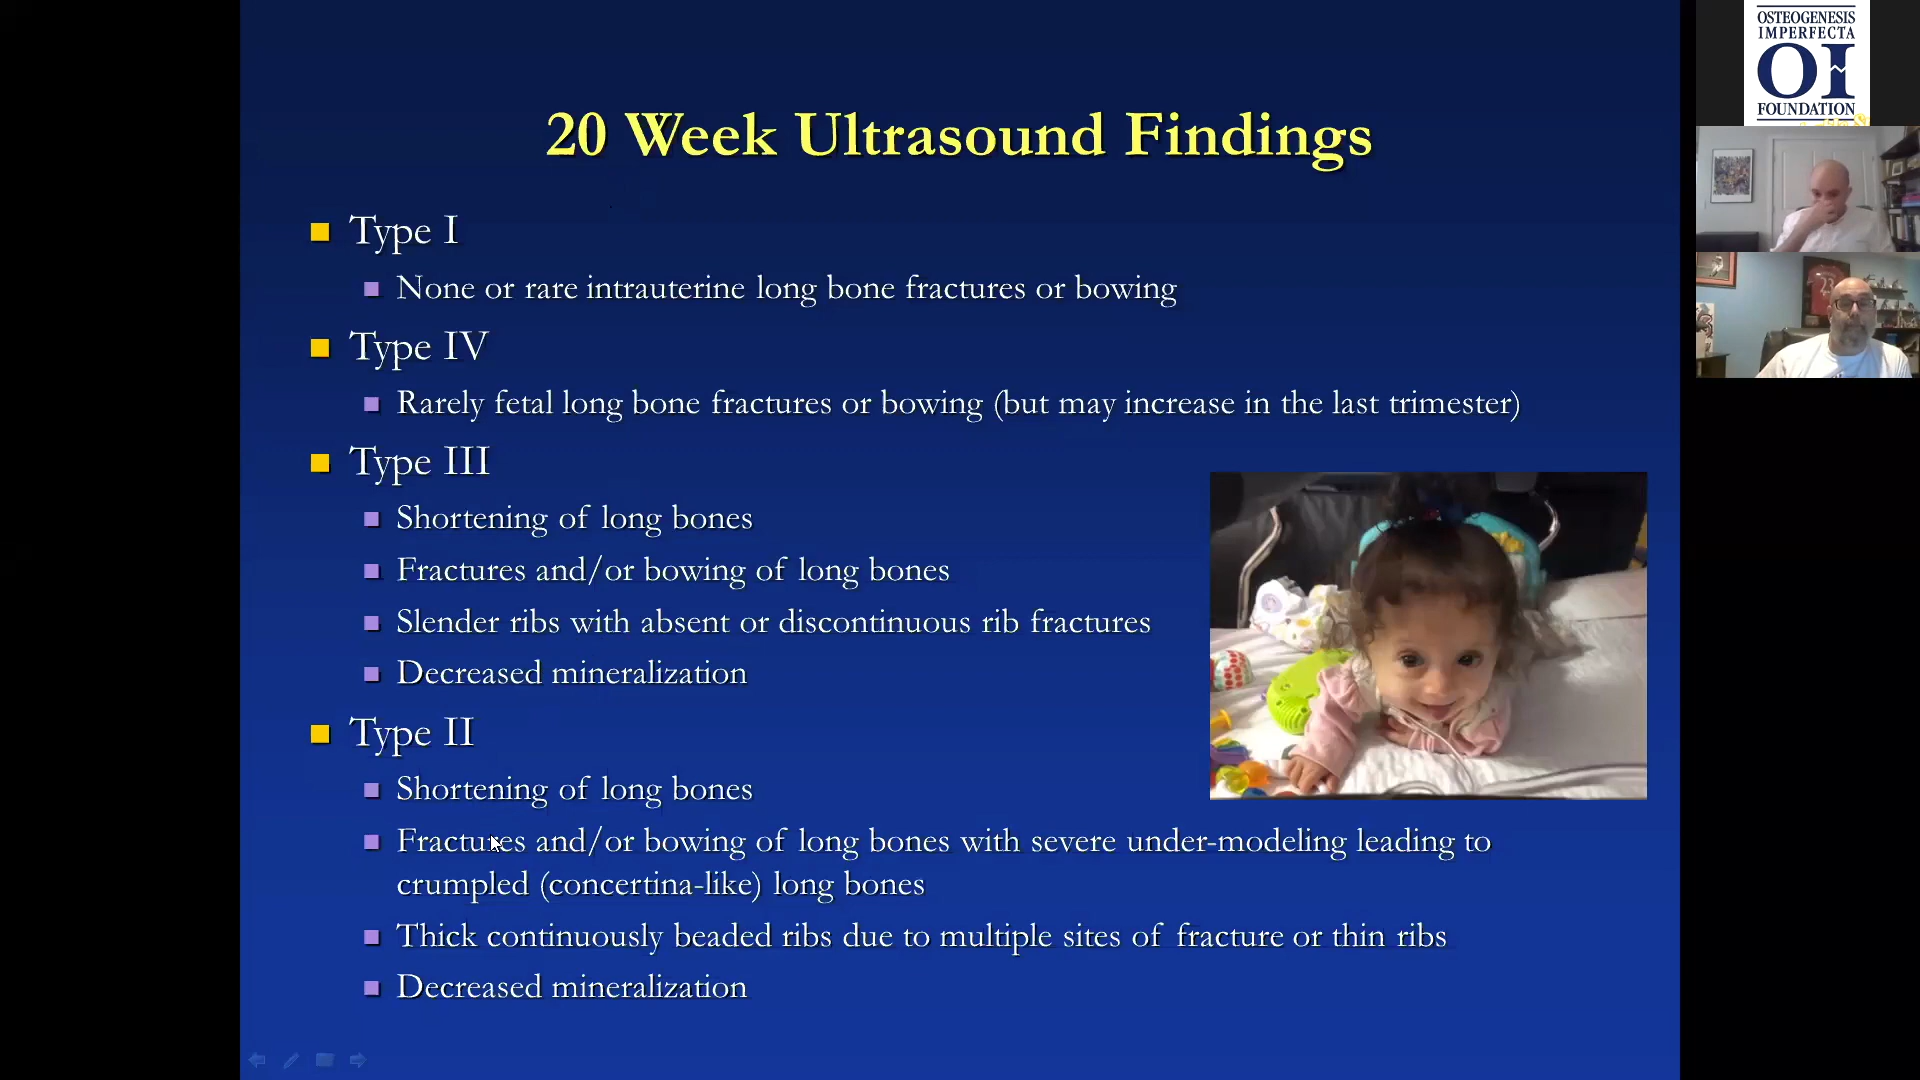 20 Week Ultrasound Findings
Type I
None or rare intrauterine long bone fractures or bowing
Type IV
Rarely fetal long bone fractures or bowing (but may increase in the last trimester)
Type III
Shortening of long bones
Fractures and/or bowing of long bones
Slender ribs with absent or discontinuous rib fractures
Decreased mineralization
Type II
Shortening of long bones
Fractures and/or bowing of long bones with severe under-modeling leading to
crumpled (concertina-like) long bones
Thick continuously beaded ribs due to multiple sites of fracture or thin ribs
Decreased mineralization
OSTEOGENESIS
IMPERFECTA
OI
FOUNDATION
23